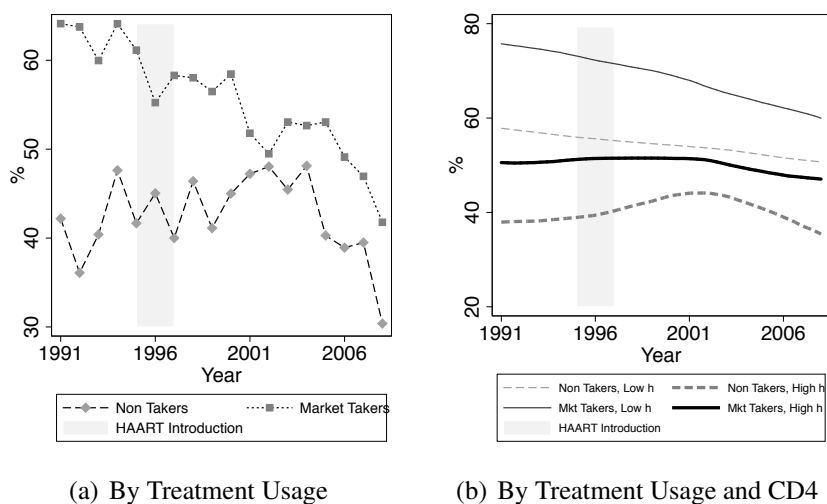 60
50
%
40
30
1991 1996 2001 2006
Year
Non Takers Market Takers
HAART Introduction
(a) By Treatment Usage
80
60
%
40
20
1991 1996 2001 2006
Year
Non Takers, Low h Non Takers, High h
Mkt Takers, Low h Mkt Takers, High h
HAART Introduction
(b) By Treatment Usage and CD4